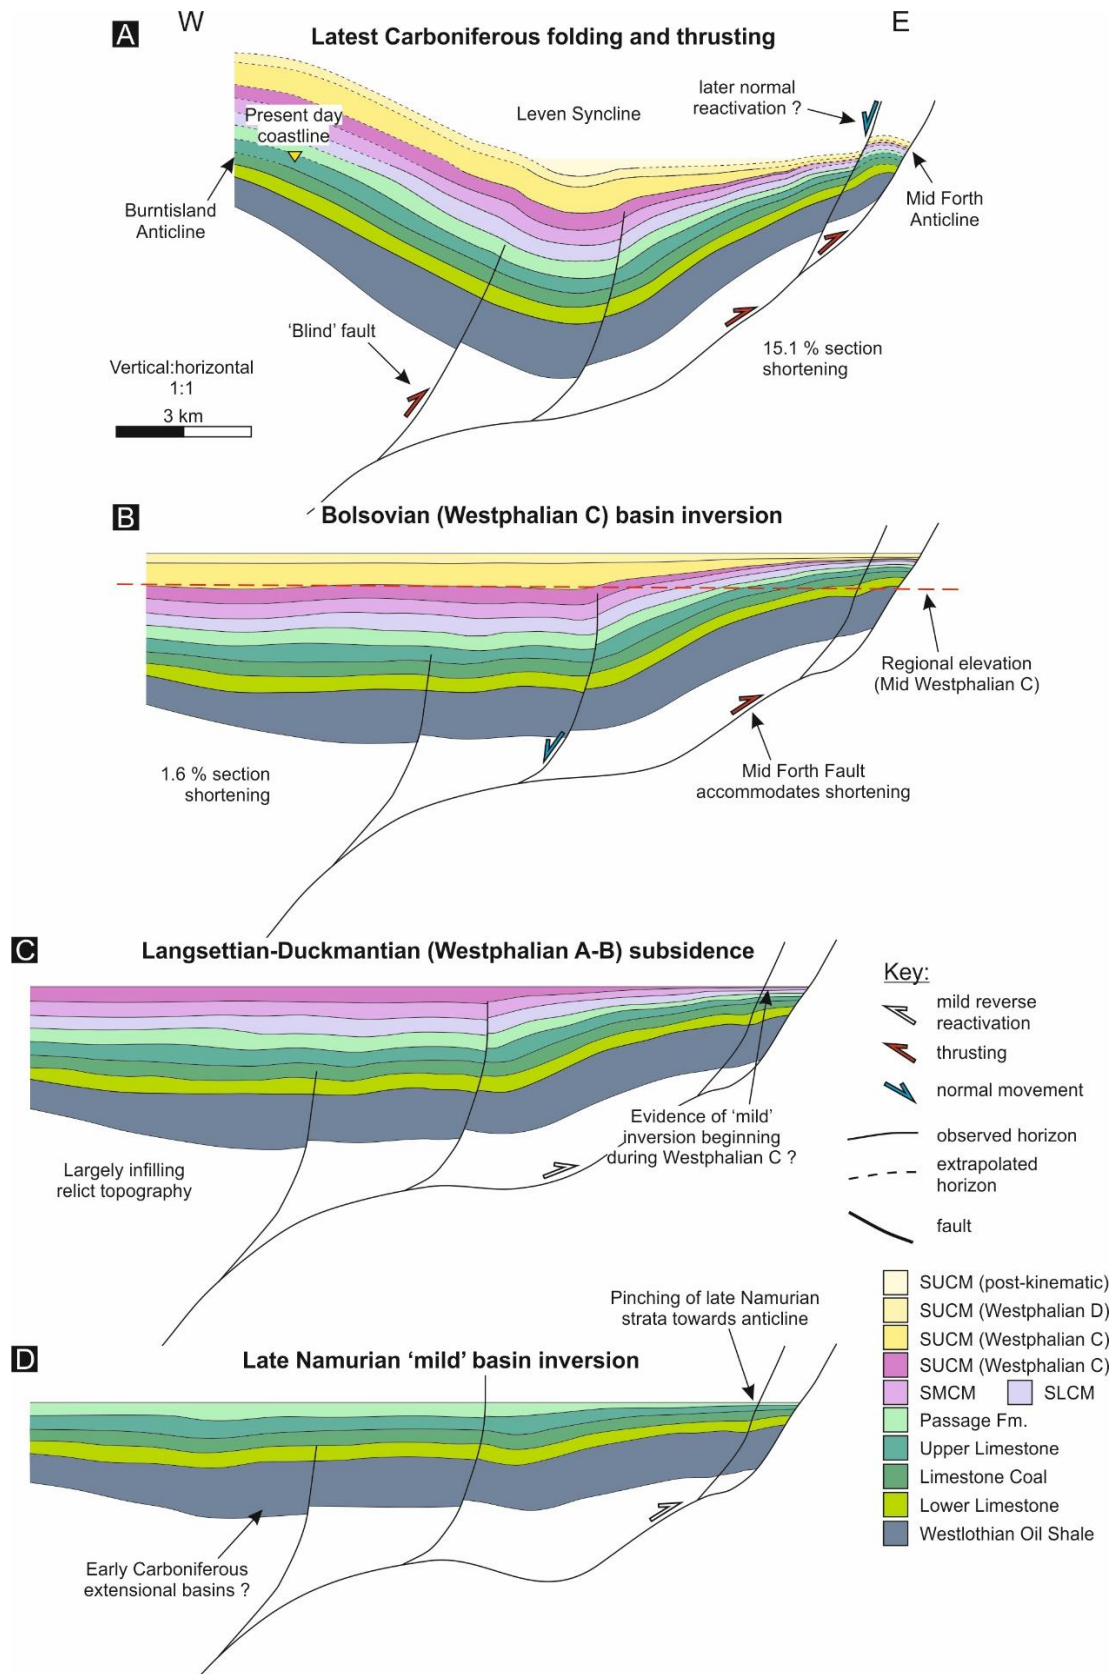 A
W
E
Latest Carboniferous folding and thrusting
later normal
reactivation ?
Leven Syncline
Present day
coastline
Burntisland
Anticline
Mid Forth
Anticline
'Blind' fault
15.1 % section
shortening
Vertical:horizontal
1:1
3 km
B
Bolsovian (Westphalian C) basin inversion
Regional elevation
(Mid Westphalian C)
1.6 % section
shortening
Mid Forth Fault
accommodates shortening
C
Langsettian-Duckmantian (Westphalian A-B) subsidence
Evidence of 'mild'
inversion beginning
during Westphalian C ?
Largely infilling
relict topography
Key:
mild reverse
reactivation
thrusting
normal movement
observed horizon
extrapolated
horizon
fault
SUCM (post-kinematic)
SUCM (Westphalian D)
SUCM (Westphalian C)
SUCM (Westphalian C)
SMCM SLCM
Passage Fm.
Upper Limestone
Limestone Coal
Lower Limestone
Westlothian Oil Shale
Pinching of late Namurian
strata towards anticline
D
Late Namurian 'mild' basin inversion
Early Carboniferous
extensional basins ?